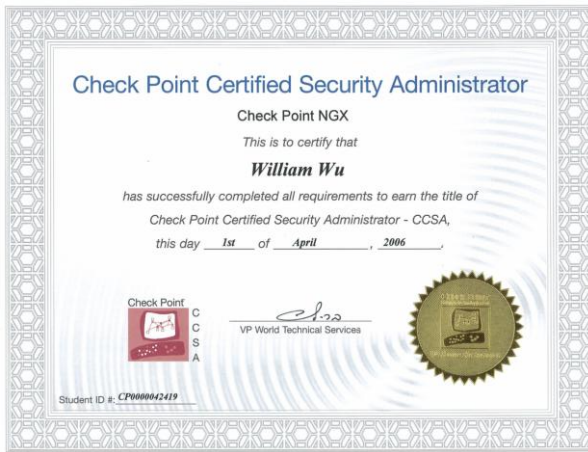 Check Point Certified Security Administrator
Check Point NGX
This is to certify that
William Wu
has successfully completed all requirements to earn the title of
Check Point Certified Security Administrator - CCSA,
this day 1st of April , 2006 .
Check Point
C
C
S
A
VP World Technical Services
Student ID #: CP0000042419